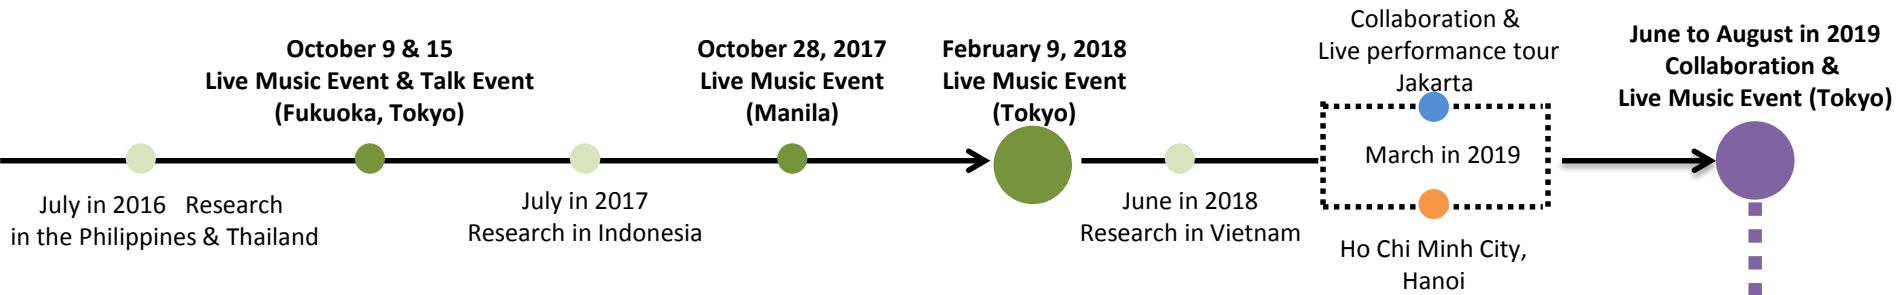 July in 2016 Research
in the Philippines & Thailand
October 9 & 15
Live Music Event & Talk Event
(Fukuoka, Tokyo)
July in 2017
Research in Indonesia
October 28, 2017
Live Music Event
(Manila)
February 9, 2018
Live Music Event
(Tokyo)
June in 2018
Research in Vietnam
Collaboration &
Live performance tour
Jakarta
March in 2019
Ho Chi Minh City,
Hanoi
June to August in 2019
Collaboration &
Live Music Event (Tokyo)